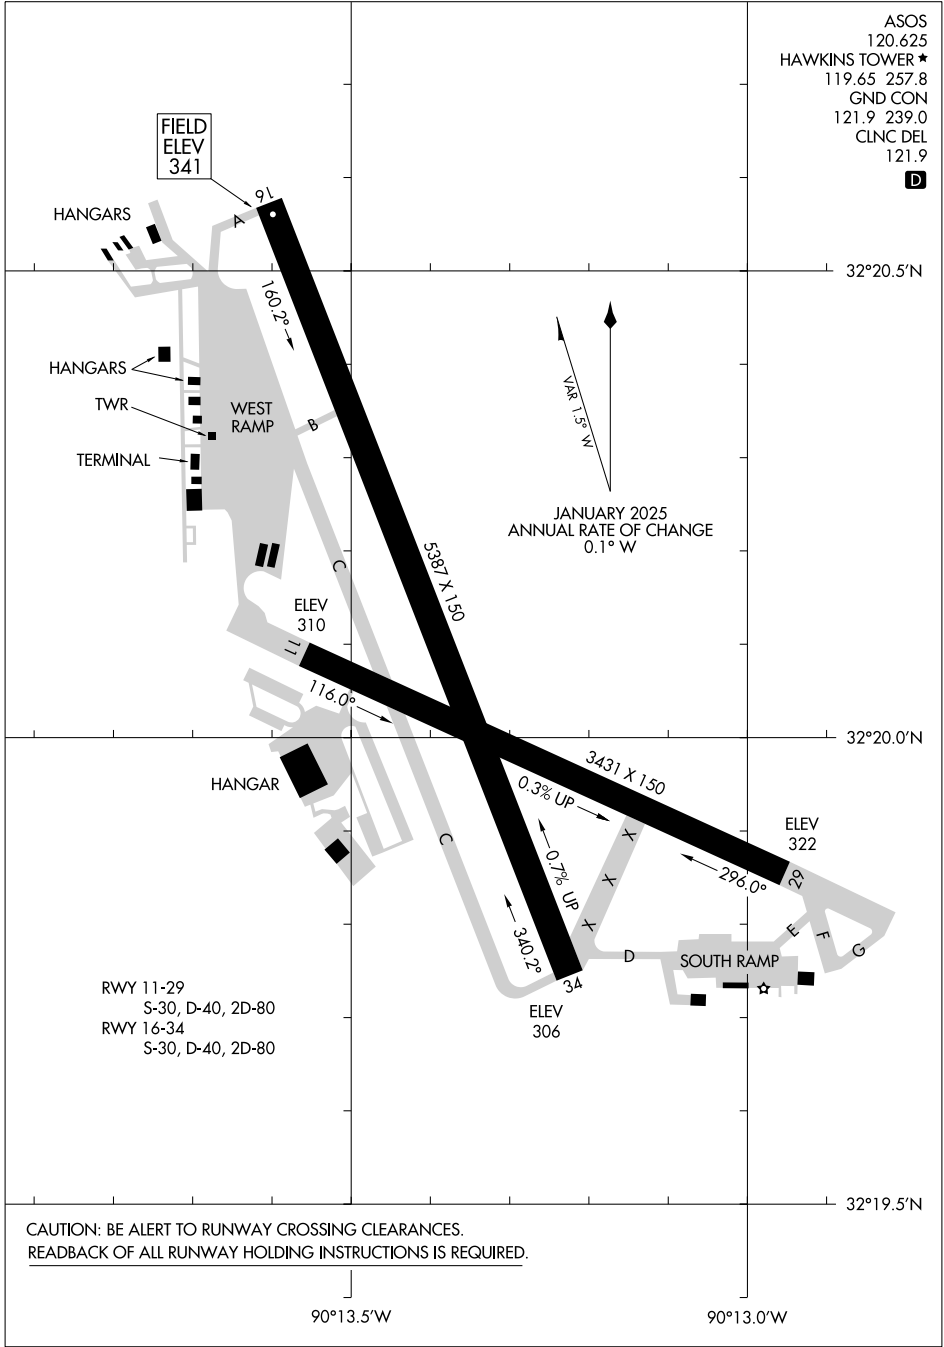 ASOS
120.625
HAWKINS TOWER ★
119.65 257.8
GND CON
121.9 239.0
CLNC DEL
121.9
D
FIELD
ELEV
341
16
A
HANGARS
32°20.5'N
160.2°
VAR 1.5° W
HANGARS
TWR
WEST
RAMP
B
TERMINAL
JANUARY 2025
ANNUAL RATE OF CHANGE
0.1° W
5387 X 150
C
ELEV
310
11
116.0°
32°20.0'N
3431 X 150
0.3% UP
HANGAR
C
X
X
X
ELEV
322
29
296.0°
0.7% UP
340.2°
34
ELEV
306
D
E
F
G
SOUTH RAMP
RWY 11-29
S-30, D-40, 2D-80
RWY 16-34
S-30, D-40, 2D-80
32°19.5'N
CAUTION: BE ALERT TO RUNWAY CROSSING CLEARANCES.
READBACK OF ALL RUNWAY HOLDING INSTRUCTIONS IS REQUIRED.
90°13.5'W
90°13.0'W